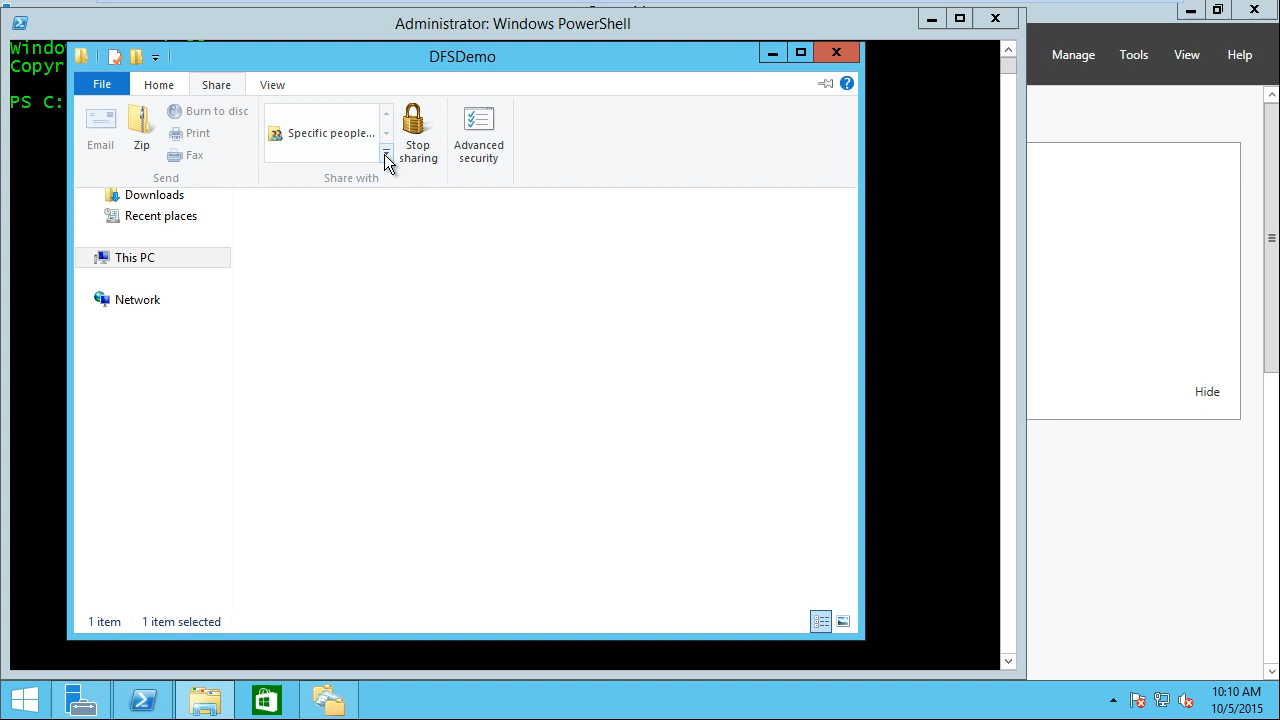 Administrator: Windows PowerShell
Windo
Copyr
PS C:
DFSDemo
File
Home
Share
View
Manage
Tools
View
Help
Email
Zip
Burn to disc
Print
Fax
Send
Specific people...
Share with
Stop
sharing
Advanced
security
Downloads
Recent places
This PC
Network
Hide
1 item
1 item selected
10:10 AM
10/5/2015